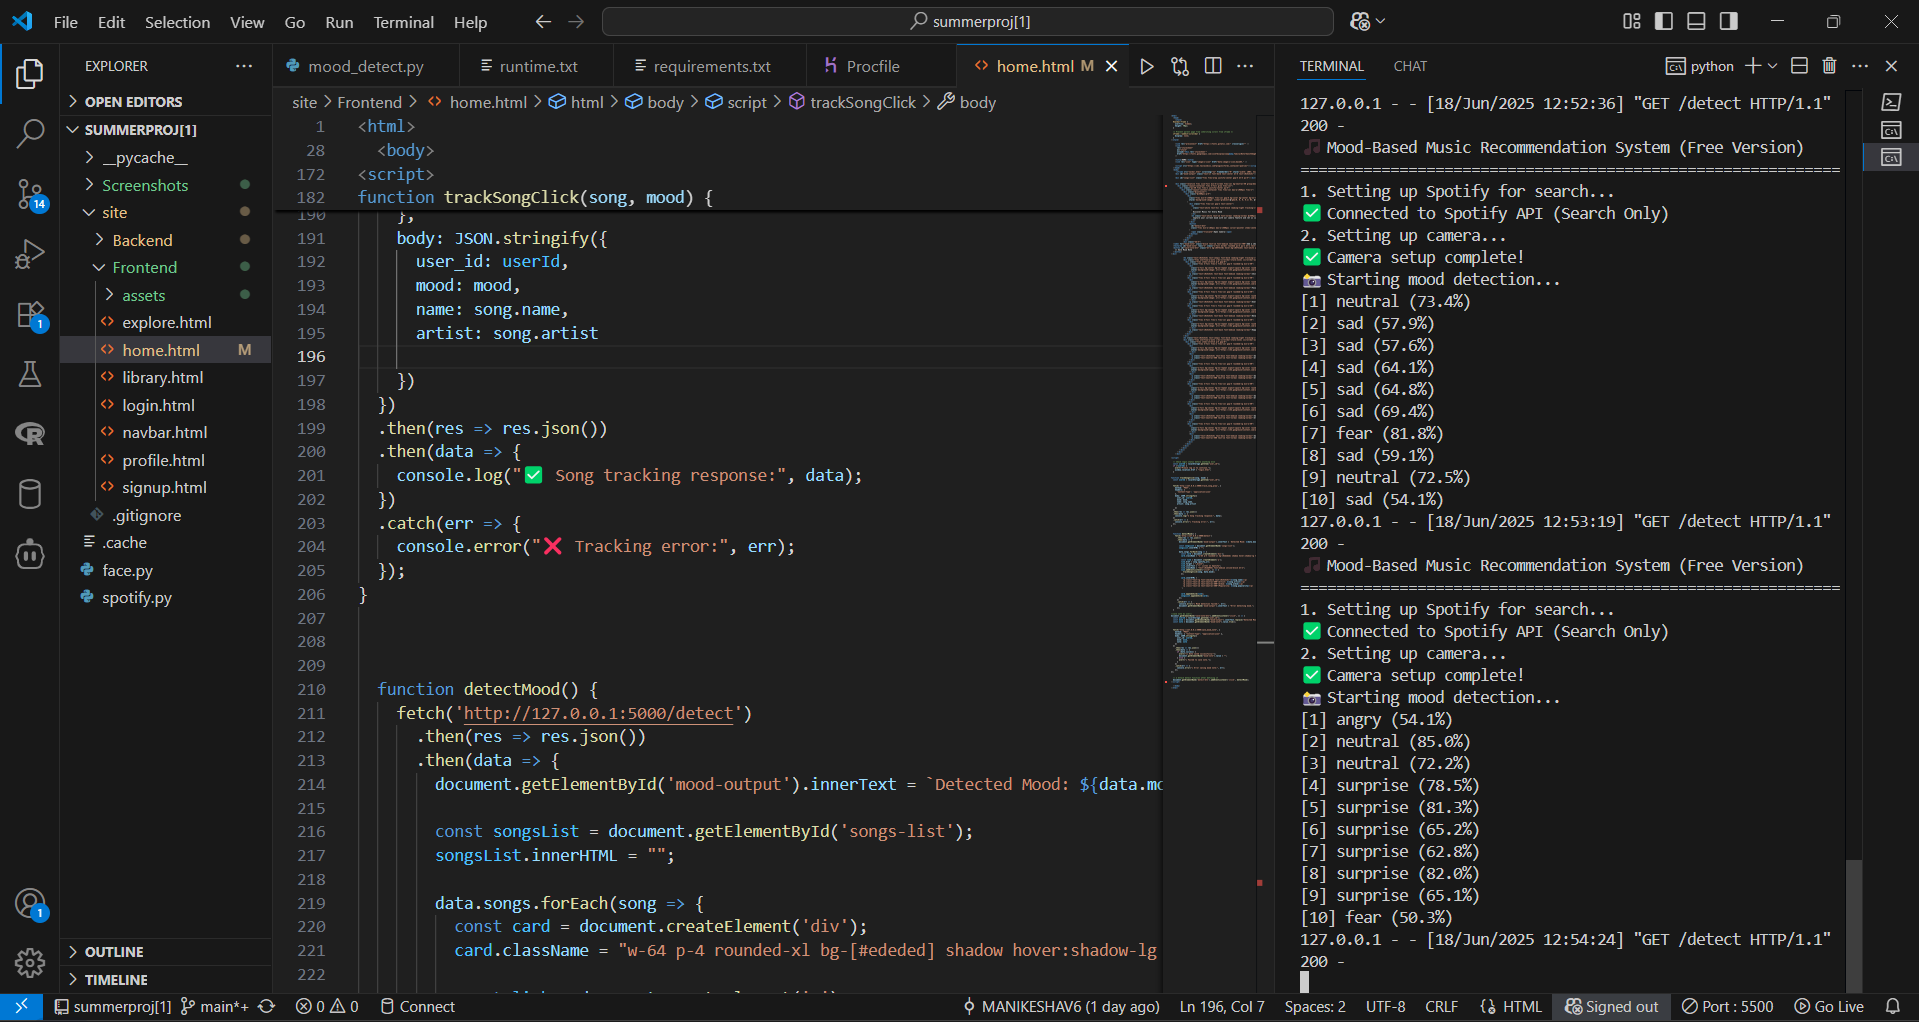 File Edit Selection View Go Run Terminal Help
summerproj[1]
EXPLORER
OPEN EDITORS
SUMMERPROJ[1]
__pycache__
Screenshots
site
Backend
Frontend
assets
explore.html
home.html M
library.html
login.html
navbar.html
profile.html
signup.html
.gitignore
.cache
face.py
spotify.py
OUTLINE
TIMELINE
14
1
1
mood_detect.py runtime.txt requirements.txt Procfile home.html M
site > Frontend > home.html > html > body > script > trackSongClick > body
1 <html>
28 <body>
172 <script>
182 function trackSongClick(song, mood) {
190 },
191 body: JSON.stringify({
192 user_id: userId,
193 mood: mood,
194 name: song.name,
195 artist: song.artist
196
197 })
198 })
199 .then(res => res.json())
200 .then(data => {
201 console.log("✅ Song tracking response:", data);
202 })
203 .catch(err => {
204 console.error("❌ Tracking error:", err);
205 });
206 }
207
208
209
210 function detectMood() {
211 fetch('http://127.0.0.1:5000/detect')
212 .then(res => res.json())
213 .then(data => {
214 document.getElementById('mood-output').innerText = `Detected Mood: ${data.mo
215
216 const songsList = document.getElementById('songs-list');
217 songsList.innerHTML = "";
218
219 data.songs.forEach(song => {
220 const card = document.createElement('div');
221 card.className = "w-64 p-4 rounded-xl bg-[#ededed] shadow hover:shadow-lg
222
TERMINAL CHAT
python
127.0.0.1 - - [18/Jun/2025 12:52:36] "GET /detect HTTP/1.1"
200 -
🎵 Mood-Based Music Recommendation System (Free Version)
============================================================
1. Setting up Spotify for search...
✅ Connected to Spotify API (Search Only)
2. Setting up camera...
✅ Camera setup complete!
📸 Starting mood detection...
[1] neutral (73.4%)
[2] sad (57.9%)
[3] sad (57.6%)
[4] sad (64.1%)
[5] sad (64.8%)
[6] sad (69.4%)
[7] fear (81.8%)
[8] sad (59.1%)
[9] neutral (72.5%)
[10] sad (54.1%)
127.0.0.1 - - [18/Jun/2025 12:53:19] "GET /detect HTTP/1.1"
200 -
🎵 Mood-Based Music Recommendation System (Free Version)
============================================================
1. Setting up Spotify for search...
✅ Connected to Spotify API (Search Only)
2. Setting up camera...
✅ Camera setup complete!
📸 Starting mood detection...
[1] angry (54.1%)
[2] neutral (85.0%)
[3] neutral (72.2%)
[4] surprise (78.5%)
[5] surprise (81.3%)
[6] surprise (65.2%)
[7] surprise (62.8%)
[8] surprise (82.0%)
[9] surprise (65.1%)
[10] fear (50.3%)
127.0.0.1 - - [18/Jun/2025 12:54:24] "GET /detect HTTP/1.1"
200 -
summerproj[1] main*+ 0 0 Connect MANIKESHAV6 (1 day ago) Ln 196, Col 7 Spaces: 2 UTF-8 CRLF HTML Signed out Port : 5500 Go Live